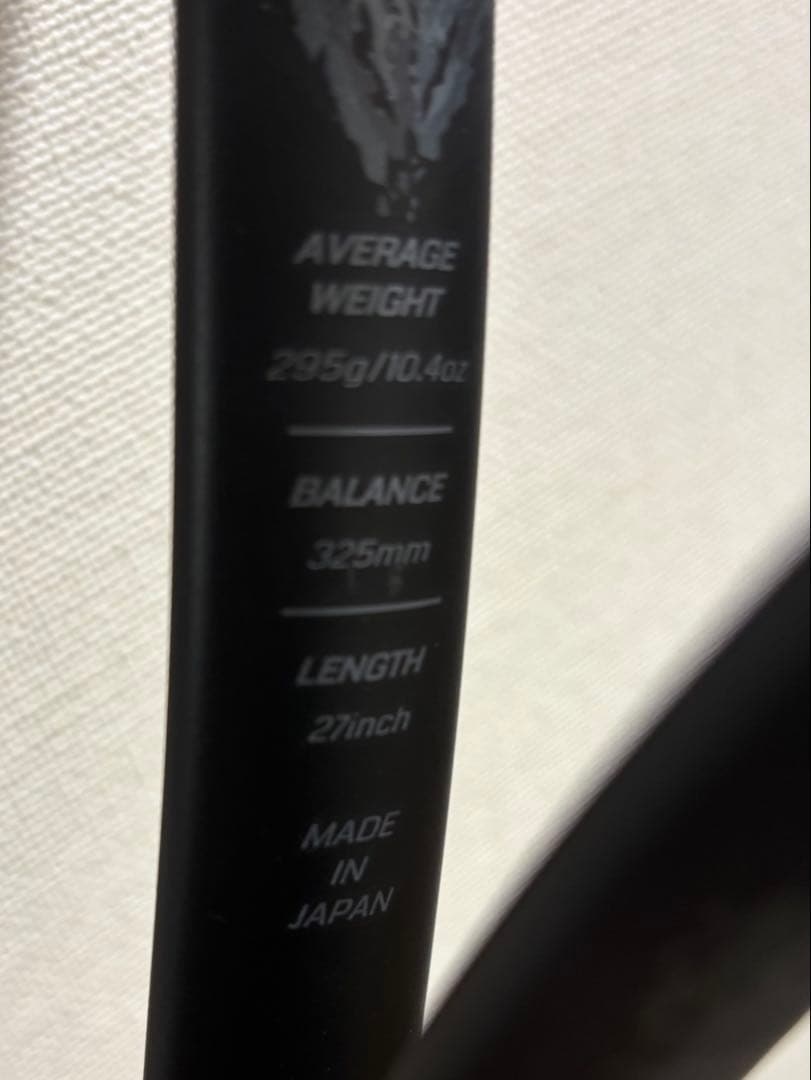 AVERAGE
WEIGHT
295g/10.4oz
BALANCE
325mm
LENGTH
27inch
MADE
IN
JAPAN